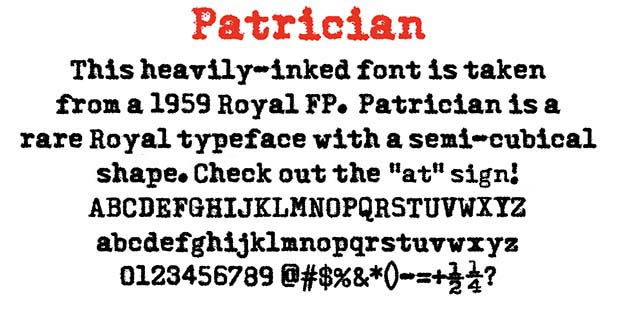 Patrician
This heavily-inked font is taken
from a 1959 Royal FP. Patrician is a
rare Royal typeface with a semi-cubical
shape. Check out the "at" sign!
ABCDEFGHIJKLMNOPQRSTUVWXYZ
abcdefghijklmnopqrstuvwxyz
0123456789 @#$%&*()-=+½¼?